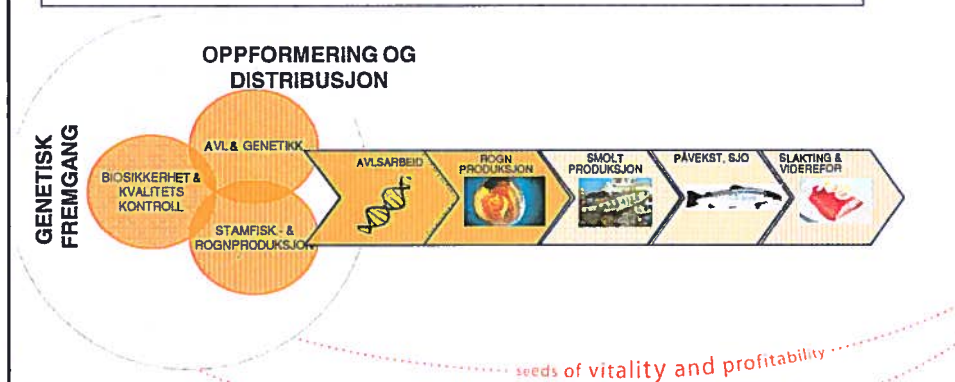 OPPFORMERING OG
DISTRIBUSJON
GENETISK
FREMGANG
AVL & GENETIKK
BIOSIKKERHET &
KVALITETS
KONTROLL
STAMFISK - &
ROGNPRODUKSJON
AVLSARBEID
ROGN
PRODUKSJON
SMOLT
PRODUKSJON
PÅVEKST, SJO
SLAKTING &
VIDEREFOR
seeds of vitality and profitability